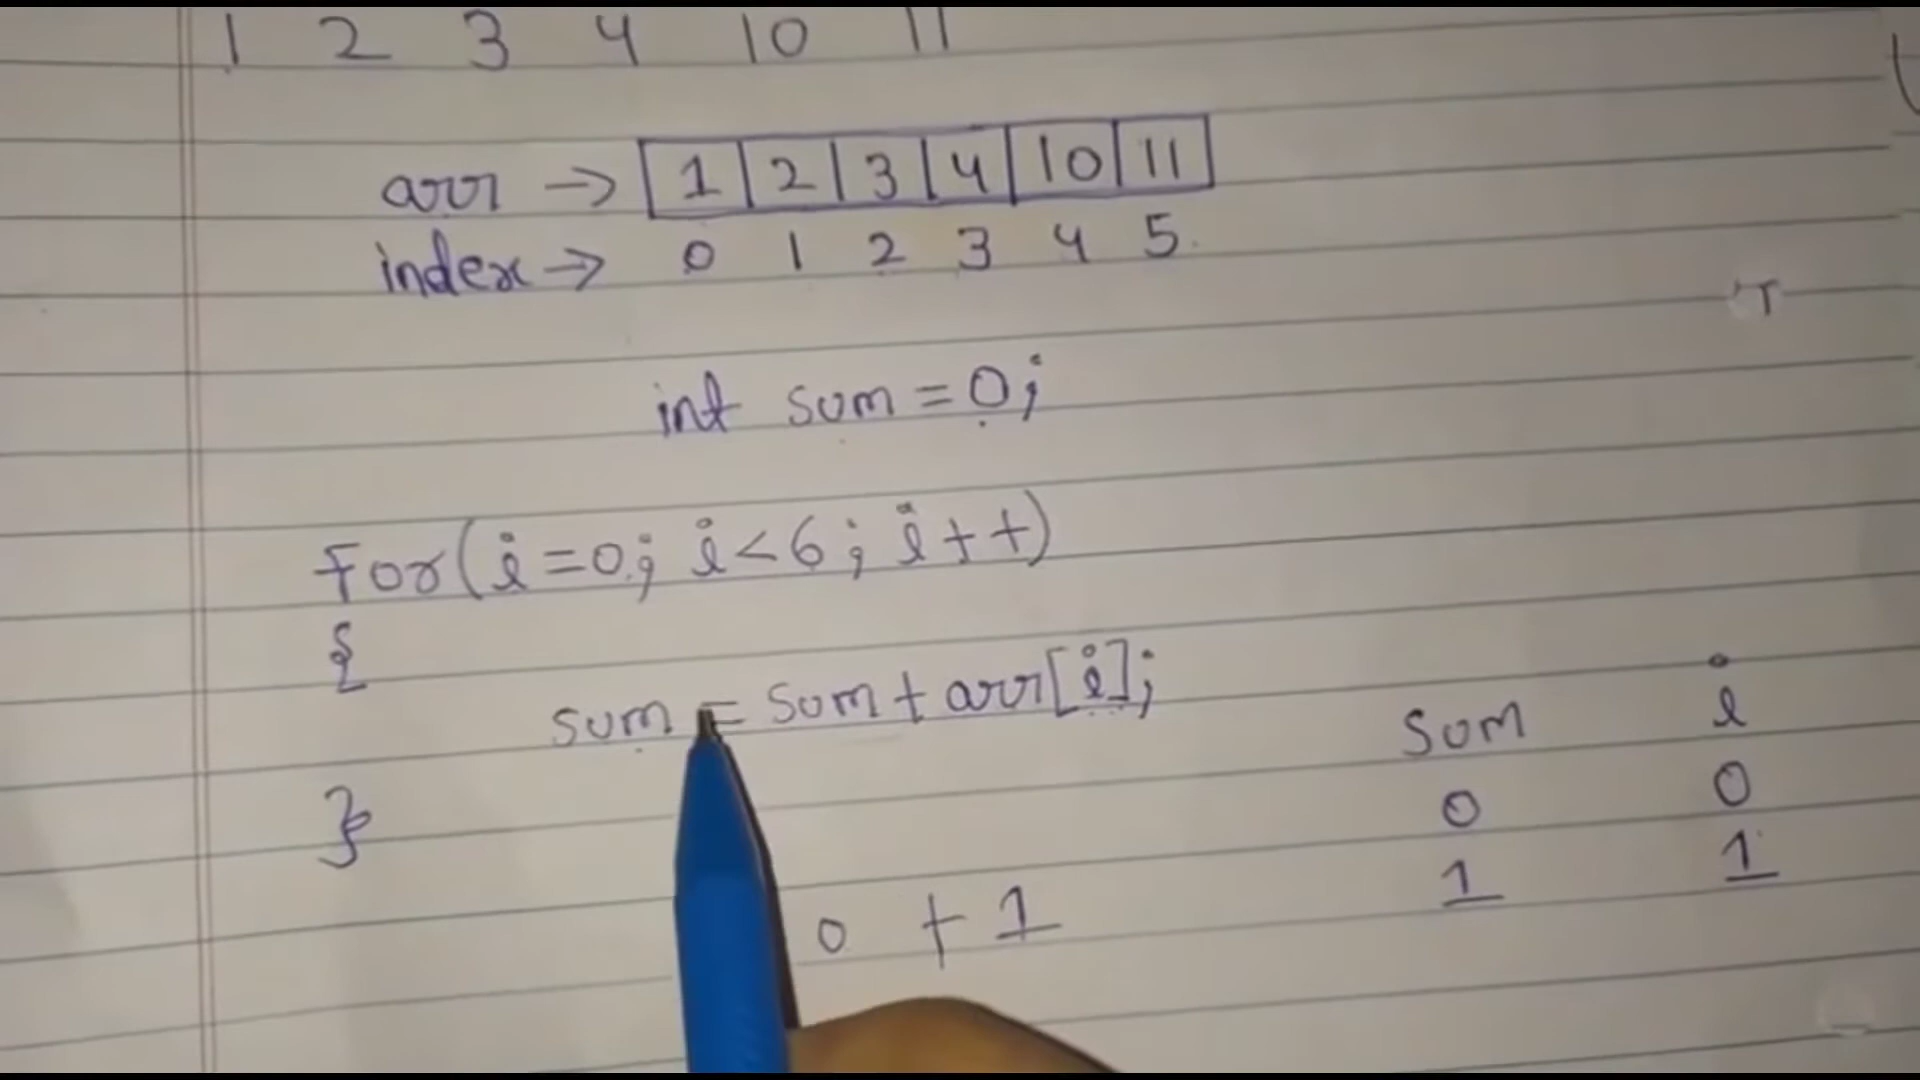 1 2 3 4 10 11
arr → 1 2 3 4 10 11
index → 0 1 2 3 4 5
int sum = 0;
For(i=0; i<6; i++)
{
sum = sum + arr[i];
}
sum i
0 0
1 1
0 + 1